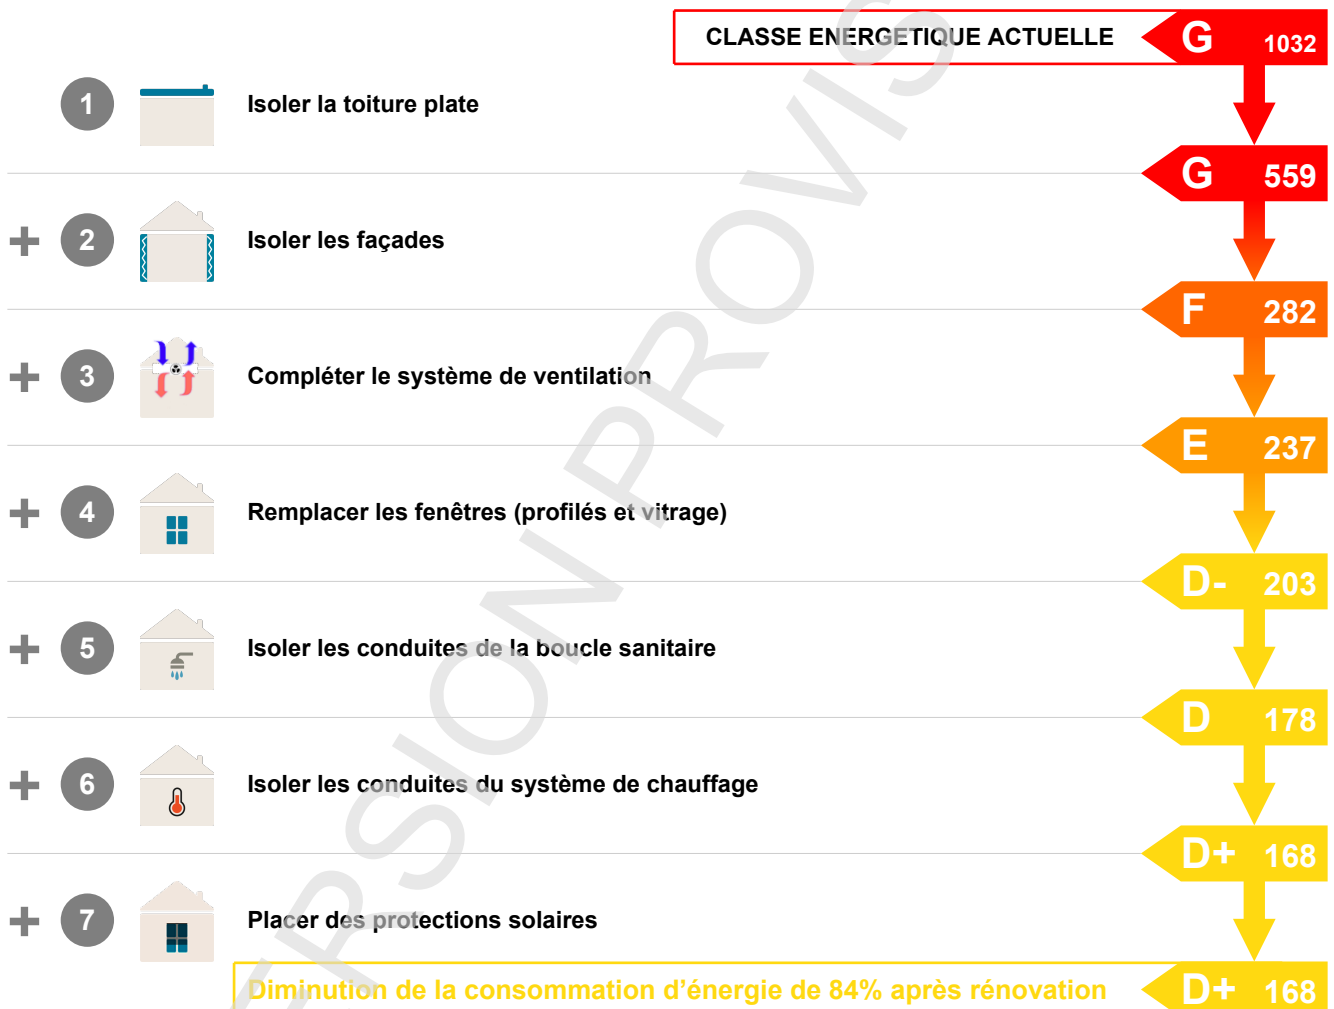 CLASSE ENERGETIQUE ACTUELLE G 1032
1 Isoler la toiture plate
G 559
+ 2 Isoler les façades
F 282
+ 3 Compléter le système de ventilation
E 237
+ 4 Remplacer les fenêtres (profilés et vitrage)
D- 203
+ 5 Isoler les conduites de la boucle sanitaire
D 178
+ 6 Isoler les conduites du système de chauffage
D+ 168
+ 7 Placer des protections solaires
Diminution de la consommation d'énergie de 84% après rénovation D+ 168
ERSION PROVIS